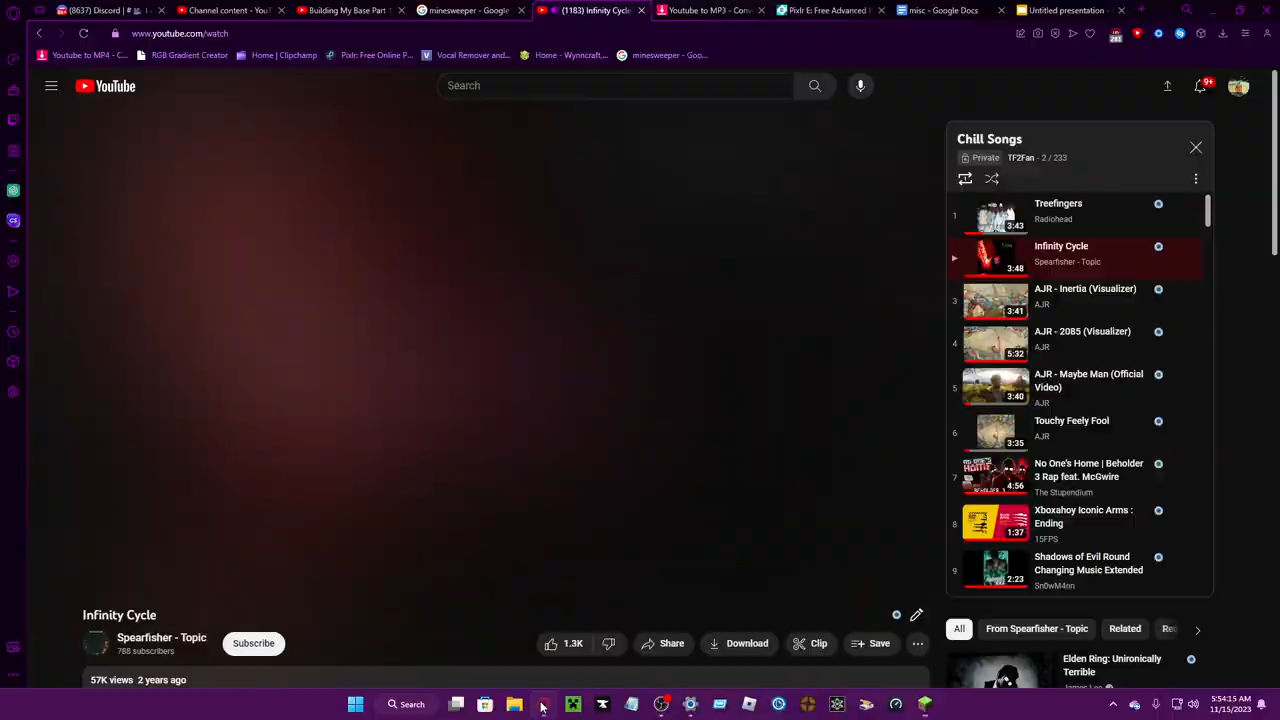 (8637) Discord | #
Channel content - YouT
Building My Base Part 1
minesweeper - Google
(1183) Infinity Cycle
Youtube to MP3 - Conv
Pixlr E: Free Advanced
misc - Google Docs
Untitled presentation -
www.youtube.com/watch
281
Youtube to MP4 - C...
RGB Gradient Creator
Home | Clipchamp
Pixlr: Free Online P...
Vocal Remover and...
Home - Wynncraft,...
minesweeper - Goo...
YouTube
Search
9+
Chill Songs
Private
TF2Fan - 2 / 233
1
3:43
Treefingers
Radiohead
3:48
Infinity Cycle
Spearfisher - Topic
3
3:41
AJR - Inertia (Visualizer)
AJR
4
5:32
AJR - 2085 (Visualizer)
AJR
5
3:40
AJR - Maybe Man (Official
Video)
AJR
6
3:35
Touchy Feely Fool
AJR
7
4:56
No One's Home | Beholder
3 Rap feat. McGwire
The Stupendium
8
1:37
Xboxahoy Iconic Arms :
Ending
15FPS
9
2:23
Shadows of Evil Round
Changing Music Extended
Sn0wM4nn
Infinity Cycle
Spearfisher - Topic
788 subscribers
Subscribe
1.3K
Share
Download
Clip
Save
57K views 2 years ago
All
From Spearfisher - Topic
Related
Elden Ring: Unironically
Terrible
Search
5:54:15 AM
11/15/2023